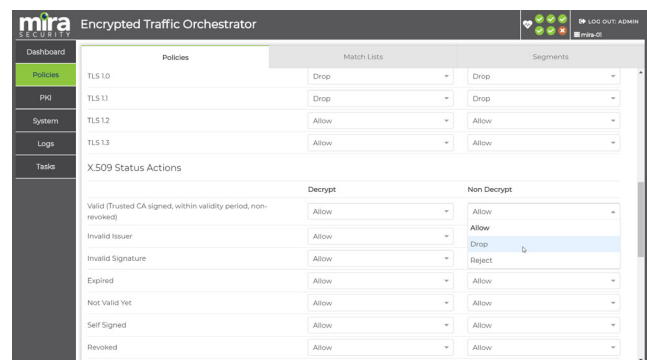 mira
SECURITY
Encrypted Traffic Orchestrator
LOG OUT: ADMIN
mira-01
Dashboard
Policies
PKI
System
Logs
Tasks
Policies Match Lists Segments
TLS 1.0 Drop Drop
TLS 1.1 Drop Drop
TLS 1.2 Allow Allow
TLS 1.3 Allow Allow
X.509 Status Actions
Decrypt Non Decrypt
Valid (Trusted CA signed, within validity period, non-
revoked) Allow Allow
Allow
Invalid Issuer Allow
Drop
Invalid Signature Allow
Reject
Expired Allow Allow
Not Valid Yet Allow Allow
Self Signed Allow Allow
Revoked Allow Allow